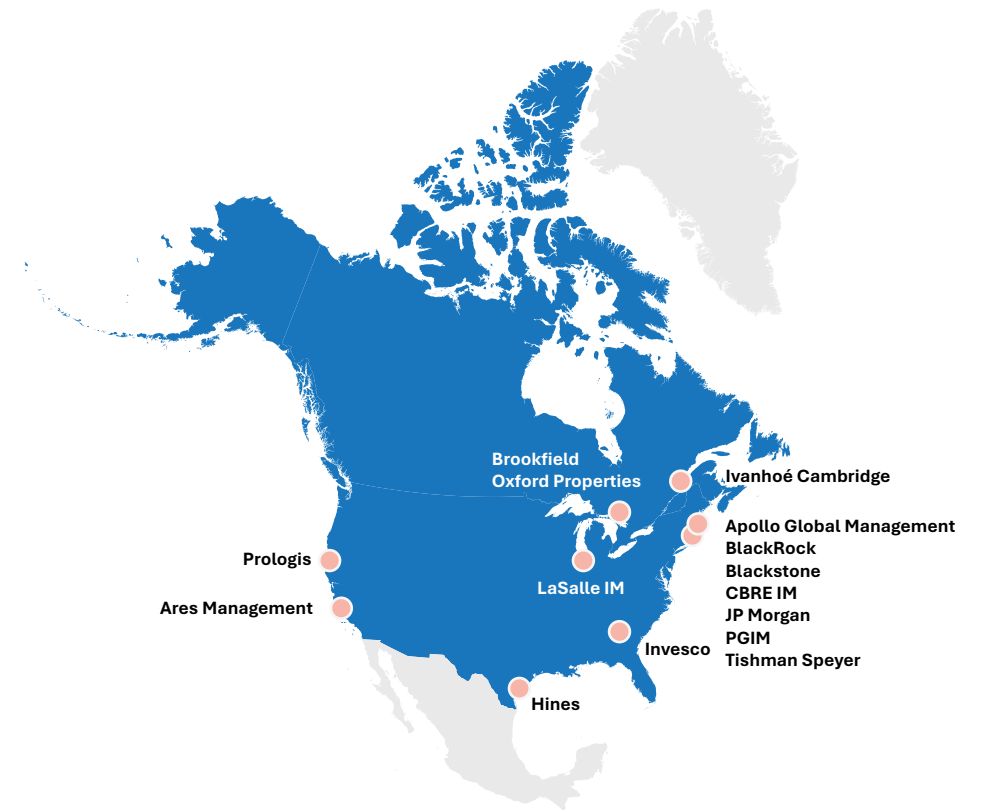 Brookfield
Oxford Properties
Ivanhoé Cambridge
Apollo Global Management
BlackRock
Blackstone
CBRE IM
JP Morgan
PGIM
Tishman Speyer
Prologis
LaSalle IM
Ares Management
Invesco
Hines